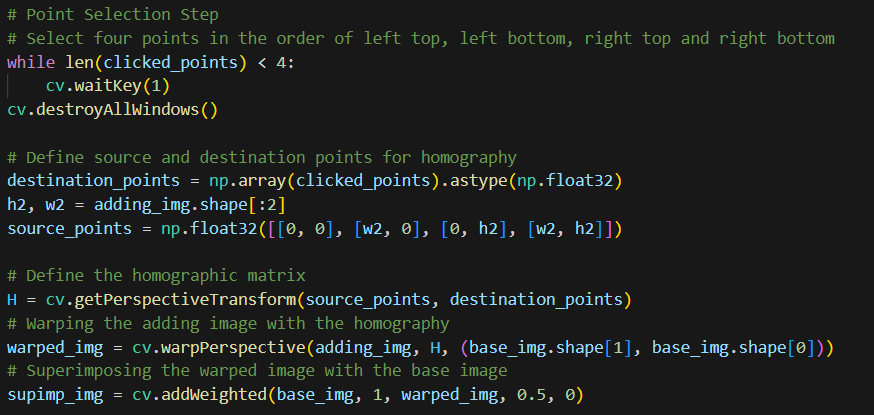 # Point Selection Step
# Select four points in the order of left top, left bottom, right top and right bottom
while len(clicked_points) < 4:
    cv.waitKey(1)
cv.destroyAllWindows()

# Define source and destination points for homography
destination_points = np.array(clicked_points).astype(np.float32)
h2, w2 = adding_img.shape[:2]
source_points = np.float32([[0, 0], [w2, 0], [0, h2], [w2, h2]])

# Define the homographic matrix
H = cv.getPerspectiveTransform(source_points, destination_points)
# Warping the adding image with the homography
warped_img = cv.warpPerspective(adding_img, H, (base_img.shape[1], base_img.shape[0]))
# Superimposing the warped image with the base image
supimp_img = cv.addWeighted(base_img, 1, warped_img, 0.5, 0)